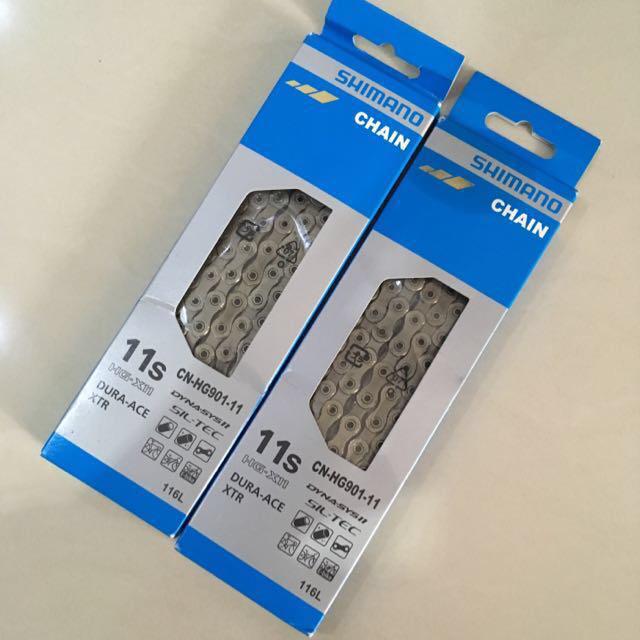 SHIMANO
CHAIN
11s
HG-X11
CN-HG901-11
DYNASYS11
SIL-TEC
DURA-ACE
XTR
116L
SHIMANO
CHAIN
11s
HG-X11
CN-HG901-11
DYNASYS11
SIL-TEC
DURA-ACE
XTR
116L